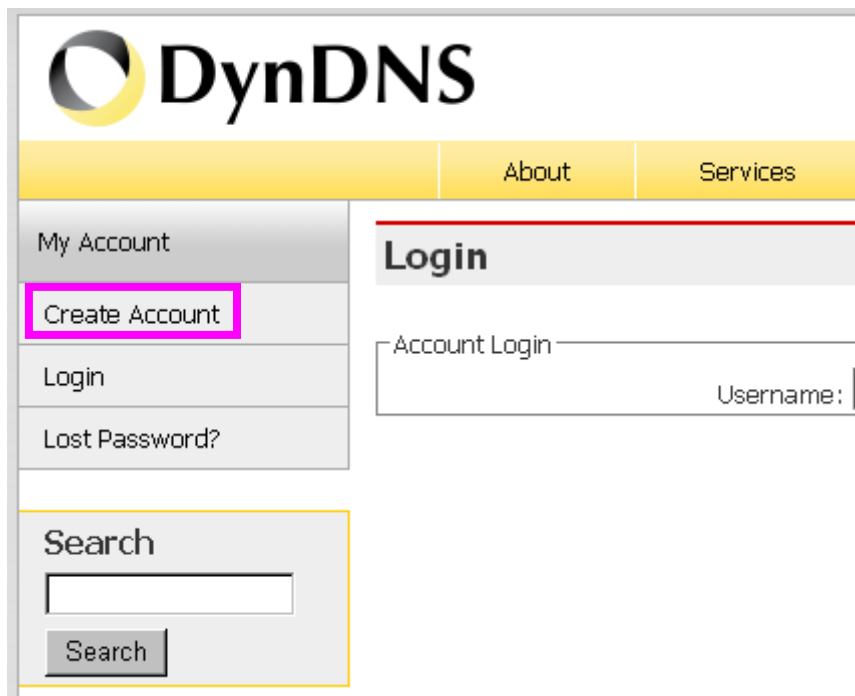 DynDNS
About Services
My Account
Create Account
Login
Lost Password?
Search
Search
Login
Account Login
Username: